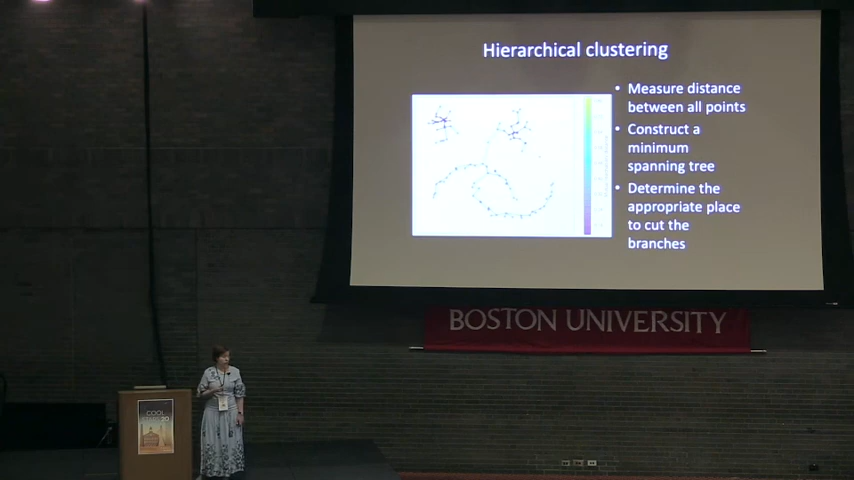 Hierarchical clustering
• Measure distance
between all points
• Construct a
minimum
spanning tree
• Determine the
appropriate place
to cut the
branches
BOSTON UNIVERSITY
COOL